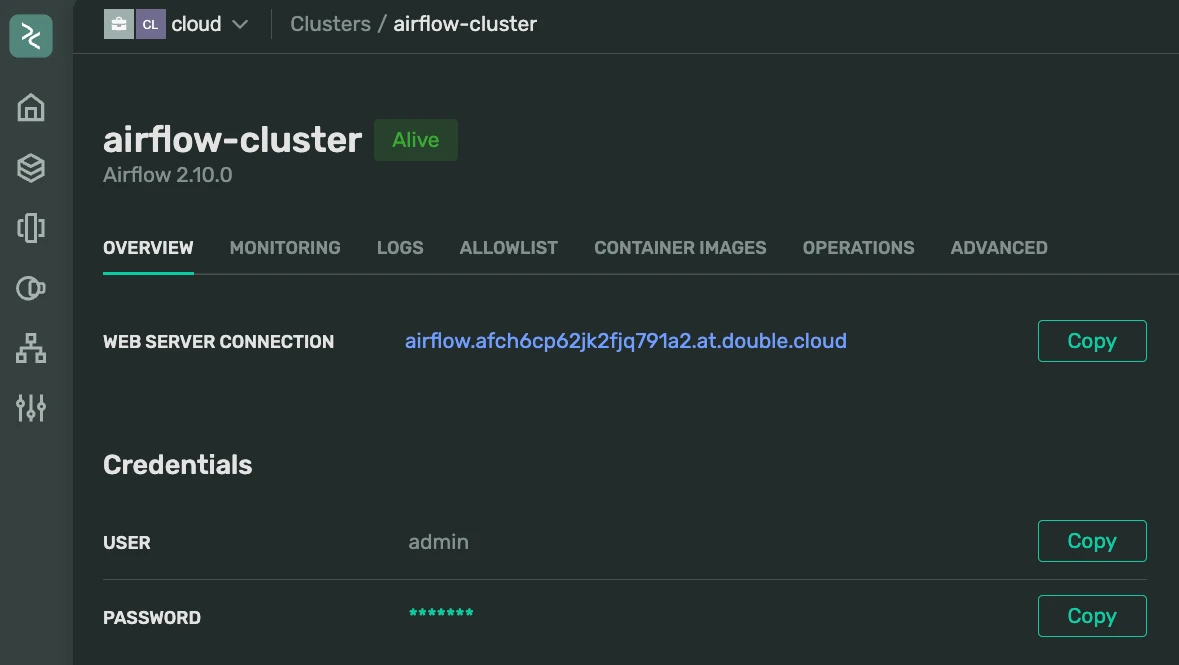 CL cloud Clusters / airflow-cluster
airflow-cluster Alive
Airflow 2.10.0
OVERVIEW MONITORING LOGS ALLOWLIST CONTAINER IMAGES OPERATIONS ADVANCED
WEB SERVER CONNECTION airflow.afch6cp62jk2fjq791a2.at.double.cloud Copy
Credentials
USER admin Copy
PASSWORD ******* Copy